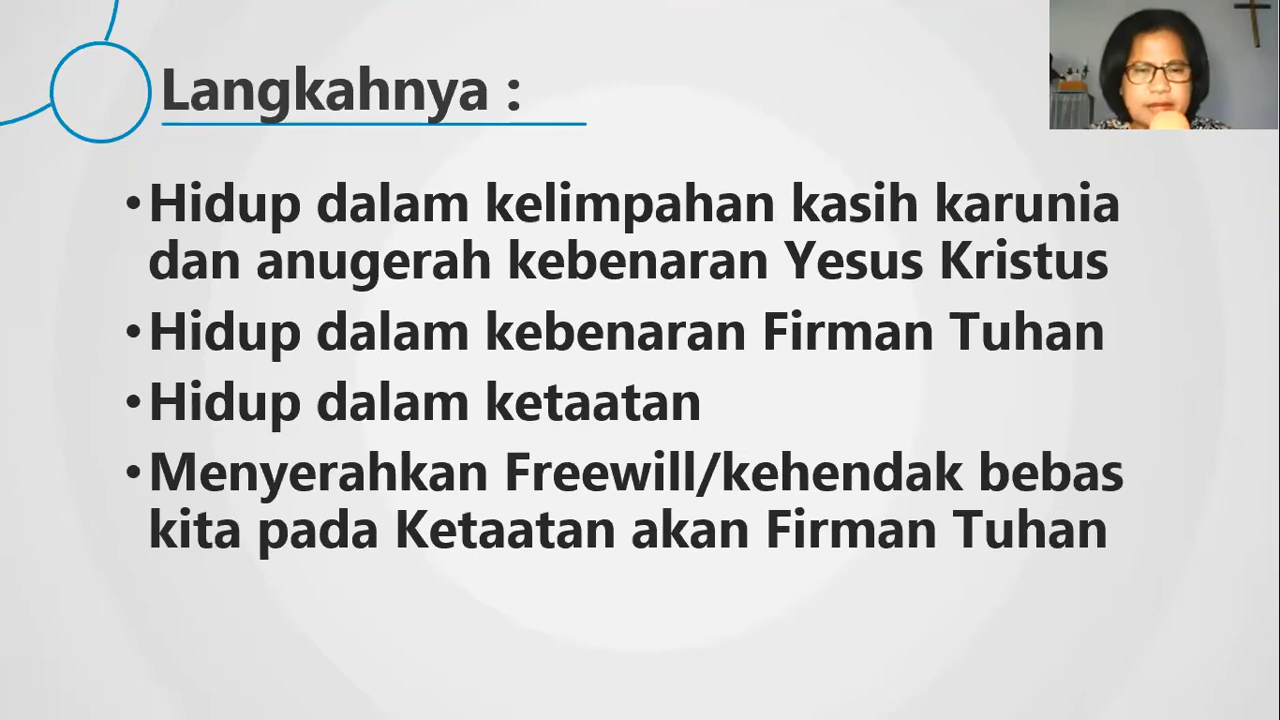 Langkahnya :
•Hidup dalam kelimpahan kasih karunia
dan anugerah kebenaran Yesus Kristus
•Hidup dalam kebenaran Firman Tuhan
•Hidup dalam ketaatan
•Menyerahkan Freewill/kehendak bebas
kita pada Ketaatan akan Firman Tuhan